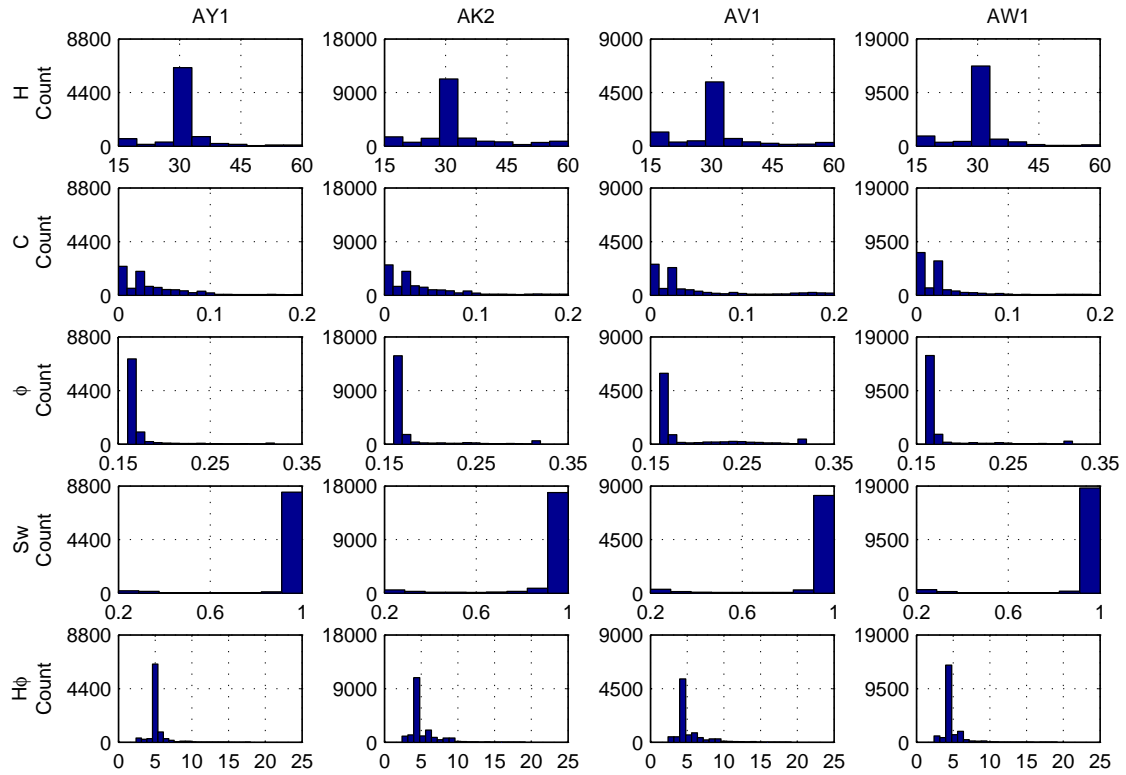 AY1 AK2 AV1 AW1
H
Count
8800 18000 9000 19000
4400 9000 4500 9500
0 0 0 0
15 30 45 60 15 30 45 60 15 30 45 60 15 30 45 60
C
Count
8800 18000 9000 19000
4400 9000 4500 9500
0 0 0 0
0 0.1 0.2 0 0.1 0.2 0 0.1 0.2 0 0.1 0.2
ϕ
Count
8800 18000 9000 19000
4400 9000 4500 9500
0 0 0 0
0.15 0.25 0.35 0.15 0.25 0.35 0.15 0.25 0.35 0.15 0.25 0.35
Sw
Count
8800 18000 9000 19000
4400 9000 4500 9500
0 0 0 0
0.2 0.6 1 0.2 0.6 1 0.2 0.6 1 0.2 0.6 1
Hϕ
Count
8800 18000 9000 19000
4400 9000 4500 9500
0 0 0 0
0 5 10 15 20 25 0 5 10 15 20 25 0 5 10 15 20 25 0 5 10 15 20 25